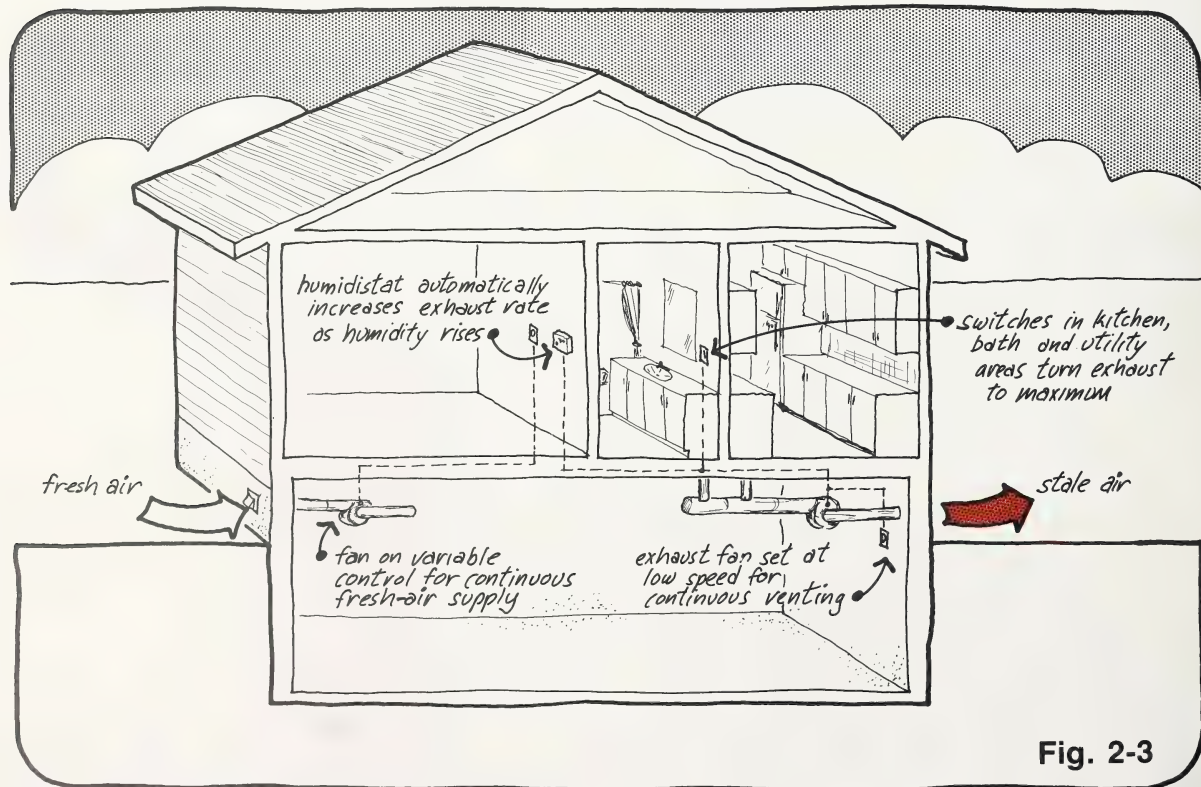 humidistat automatically
increases exhaust rate
as humidity rises
switches in kitchen,
bath and utility
areas turn exhaust
to maximum
fresh air
stale air
fan on variable
control for continuous
fresh-air supply
exhaust fan set at
low speed for
continuous venting
Fig. 2-3